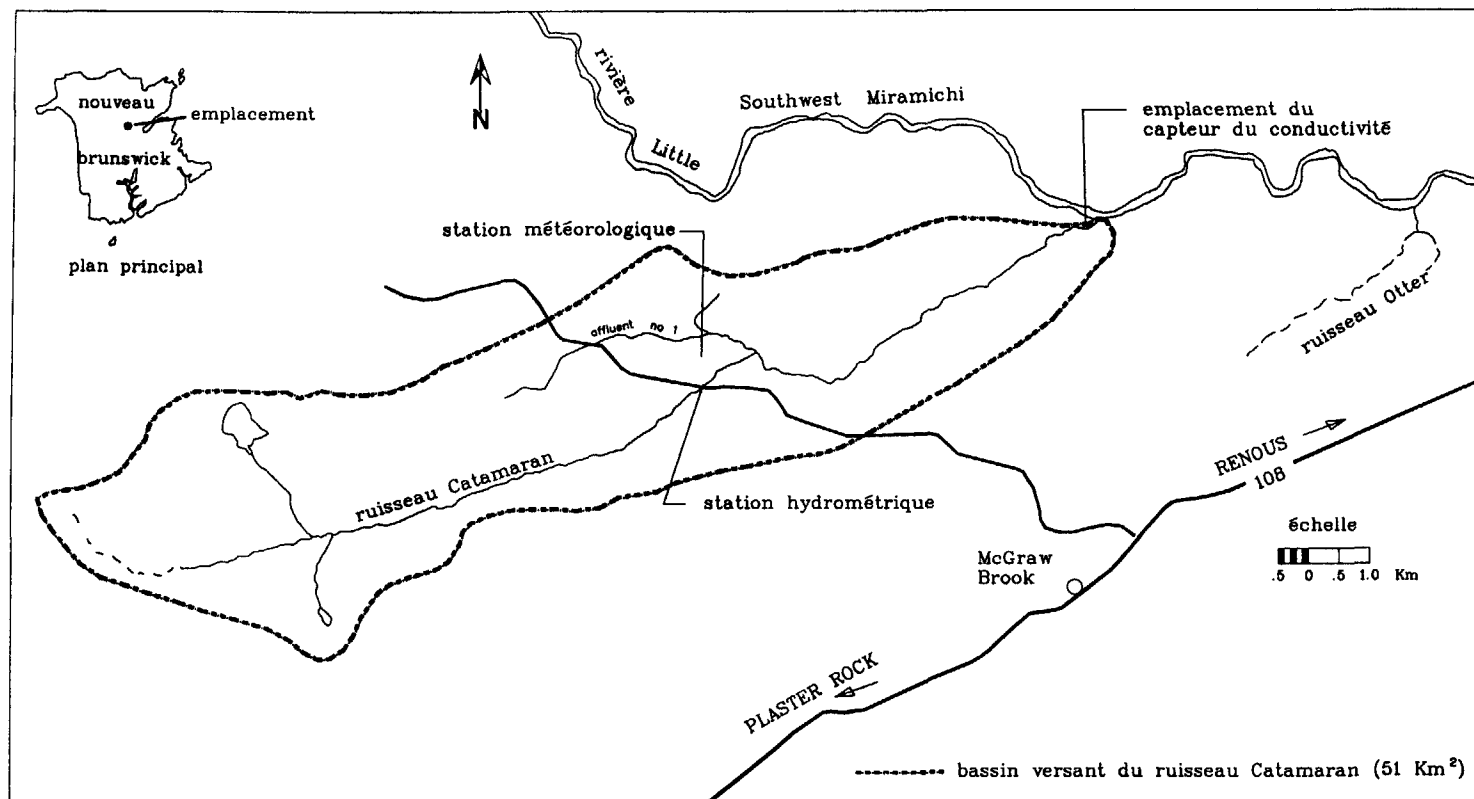 nouveau
emplacement
brunswick
plan principal
N
rivière
Little
Southwest Miramichi
emplacement du
capteur du conductivité
station météorologique
affluent no 1
ruisseau Otter
ruisseau Catamaran
station hydrométrique
RENOUS
108
McGraw
Brook
échelle
.5 0 .5 1.0 Km
PLASTER ROCK
bassin versant du ruisseau Catamaran (51 Km²)